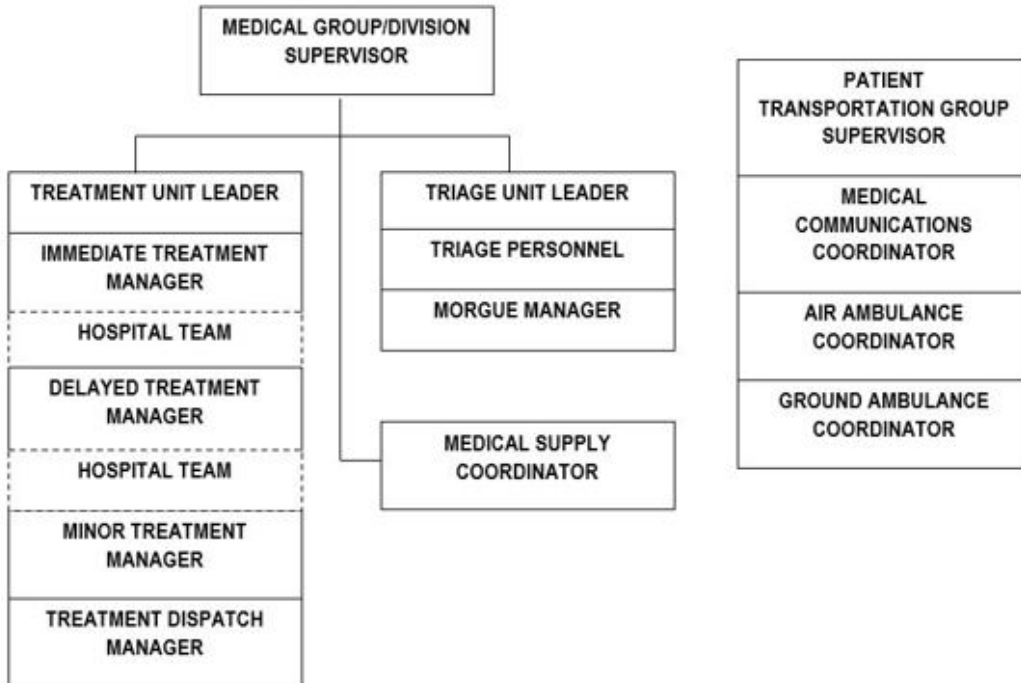 MEDICAL GROUP/DIVISION
SUPERVISOR
TREATMENT UNIT LEADER
IMMEDIATE TREATMENT
MANAGER
HOSPITAL TEAM
DELAYED TREATMENT
MANAGER
HOSPITAL TEAM
MINOR TREATMENT
MANAGER
TREATMENT DISPATCH
MANAGER
TRIAGE UNIT LEADER
TRIAGE PERSONNEL
MORGUE MANAGER
MEDICAL SUPPLY
COORDINATOR
PATIENT
TRANSPORTATION GROUP
SUPERVISOR
MEDICAL
COMMUNICATIONS
COORDINATOR
AIR AMBULANCE
COORDINATOR
GROUND AMBULANCE
COORDINATOR